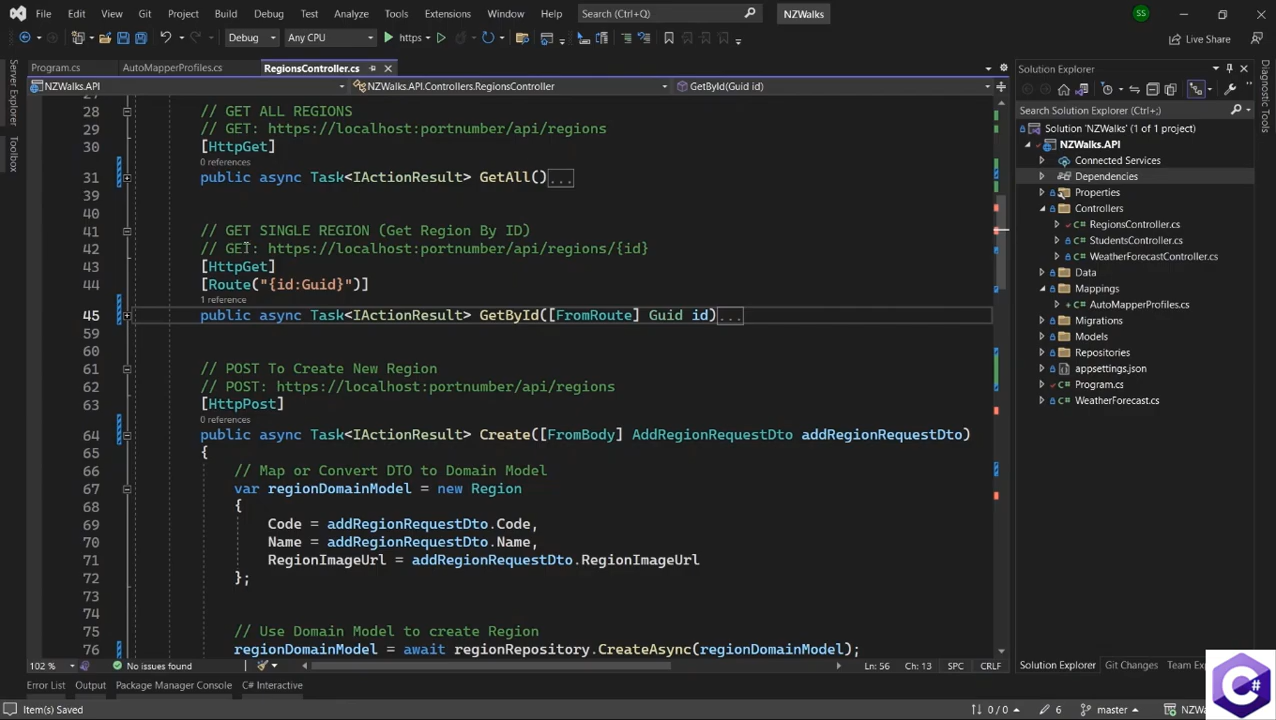 File Edit View Git Project Build Debug Test Analyze Tools Extensions Window Help Search (Ctrl+Q) NZWalks SS
Debug Any CPU https Live Share
Server Explorer
Toolbox
Program.cs AutoMapperProfiles.cs RegionsController.cs
NZWalks.API NZWalks.API.Controllers.RegionsController GetById(Guid id)
28 // GET ALL REGIONS
29 // GET: https://localhost:portnumber/api/regions
30 [HttpGet]
0 references
31 public async Task<IActionResult> GetAll()...
39
40
41 // GET SINGLE REGION (Get Region By ID)
42 // GET: https://localhost:portnumber/api/regions/{id}
43 [HttpGet]
44 [Route("{id:Guid}")]
1 reference
45 public async Task<IActionResult> GetById([FromRoute] Guid id)...
59
60
61 // POST To Create New Region
62 // POST: https://localhost:portnumber/api/regions
63 [HttpPost]
0 references
64 public async Task<IActionResult> Create([FromBody] AddRegionRequestDto addRegionRequestDto)
65 {
66 // Map or Convert DTO to Domain Model
67 var regionDomainModel = new Region
68 {
69 Code = addRegionRequestDto.Code,
70 Name = addRegionRequestDto.Name,
71 RegionImageUrl = addRegionRequestDto.RegionImageUrl
72 };
73
74
75 // Use Domain Model to create Region
76 regionDomainModel = await regionRepository.CreateAsync(regionDomainModel);
102 % No issues found Ln: 56 Ch: 13 SPC CRLF
Error List Output Package Manager Console C# Interactive
Item(s) Saved 0 / 0 6 master NZWa
Solution Explorer
Search Solution Explorer (Ctrl+;)
Solution 'NZWalks' (1 of 1 project)
NZWalks.API
Connected Services
Dependencies
Properties
Controllers
RegionsController.cs
StudentsController.cs
WeatherForecastController.cs
Data
Mappings
AutoMapperProfiles.cs
Migrations
Models
Repositories
appsettings.json
Program.cs
WeatherForecast.cs
Solution Explorer Git Changes Team Exp
Diagnostic Tools
C#